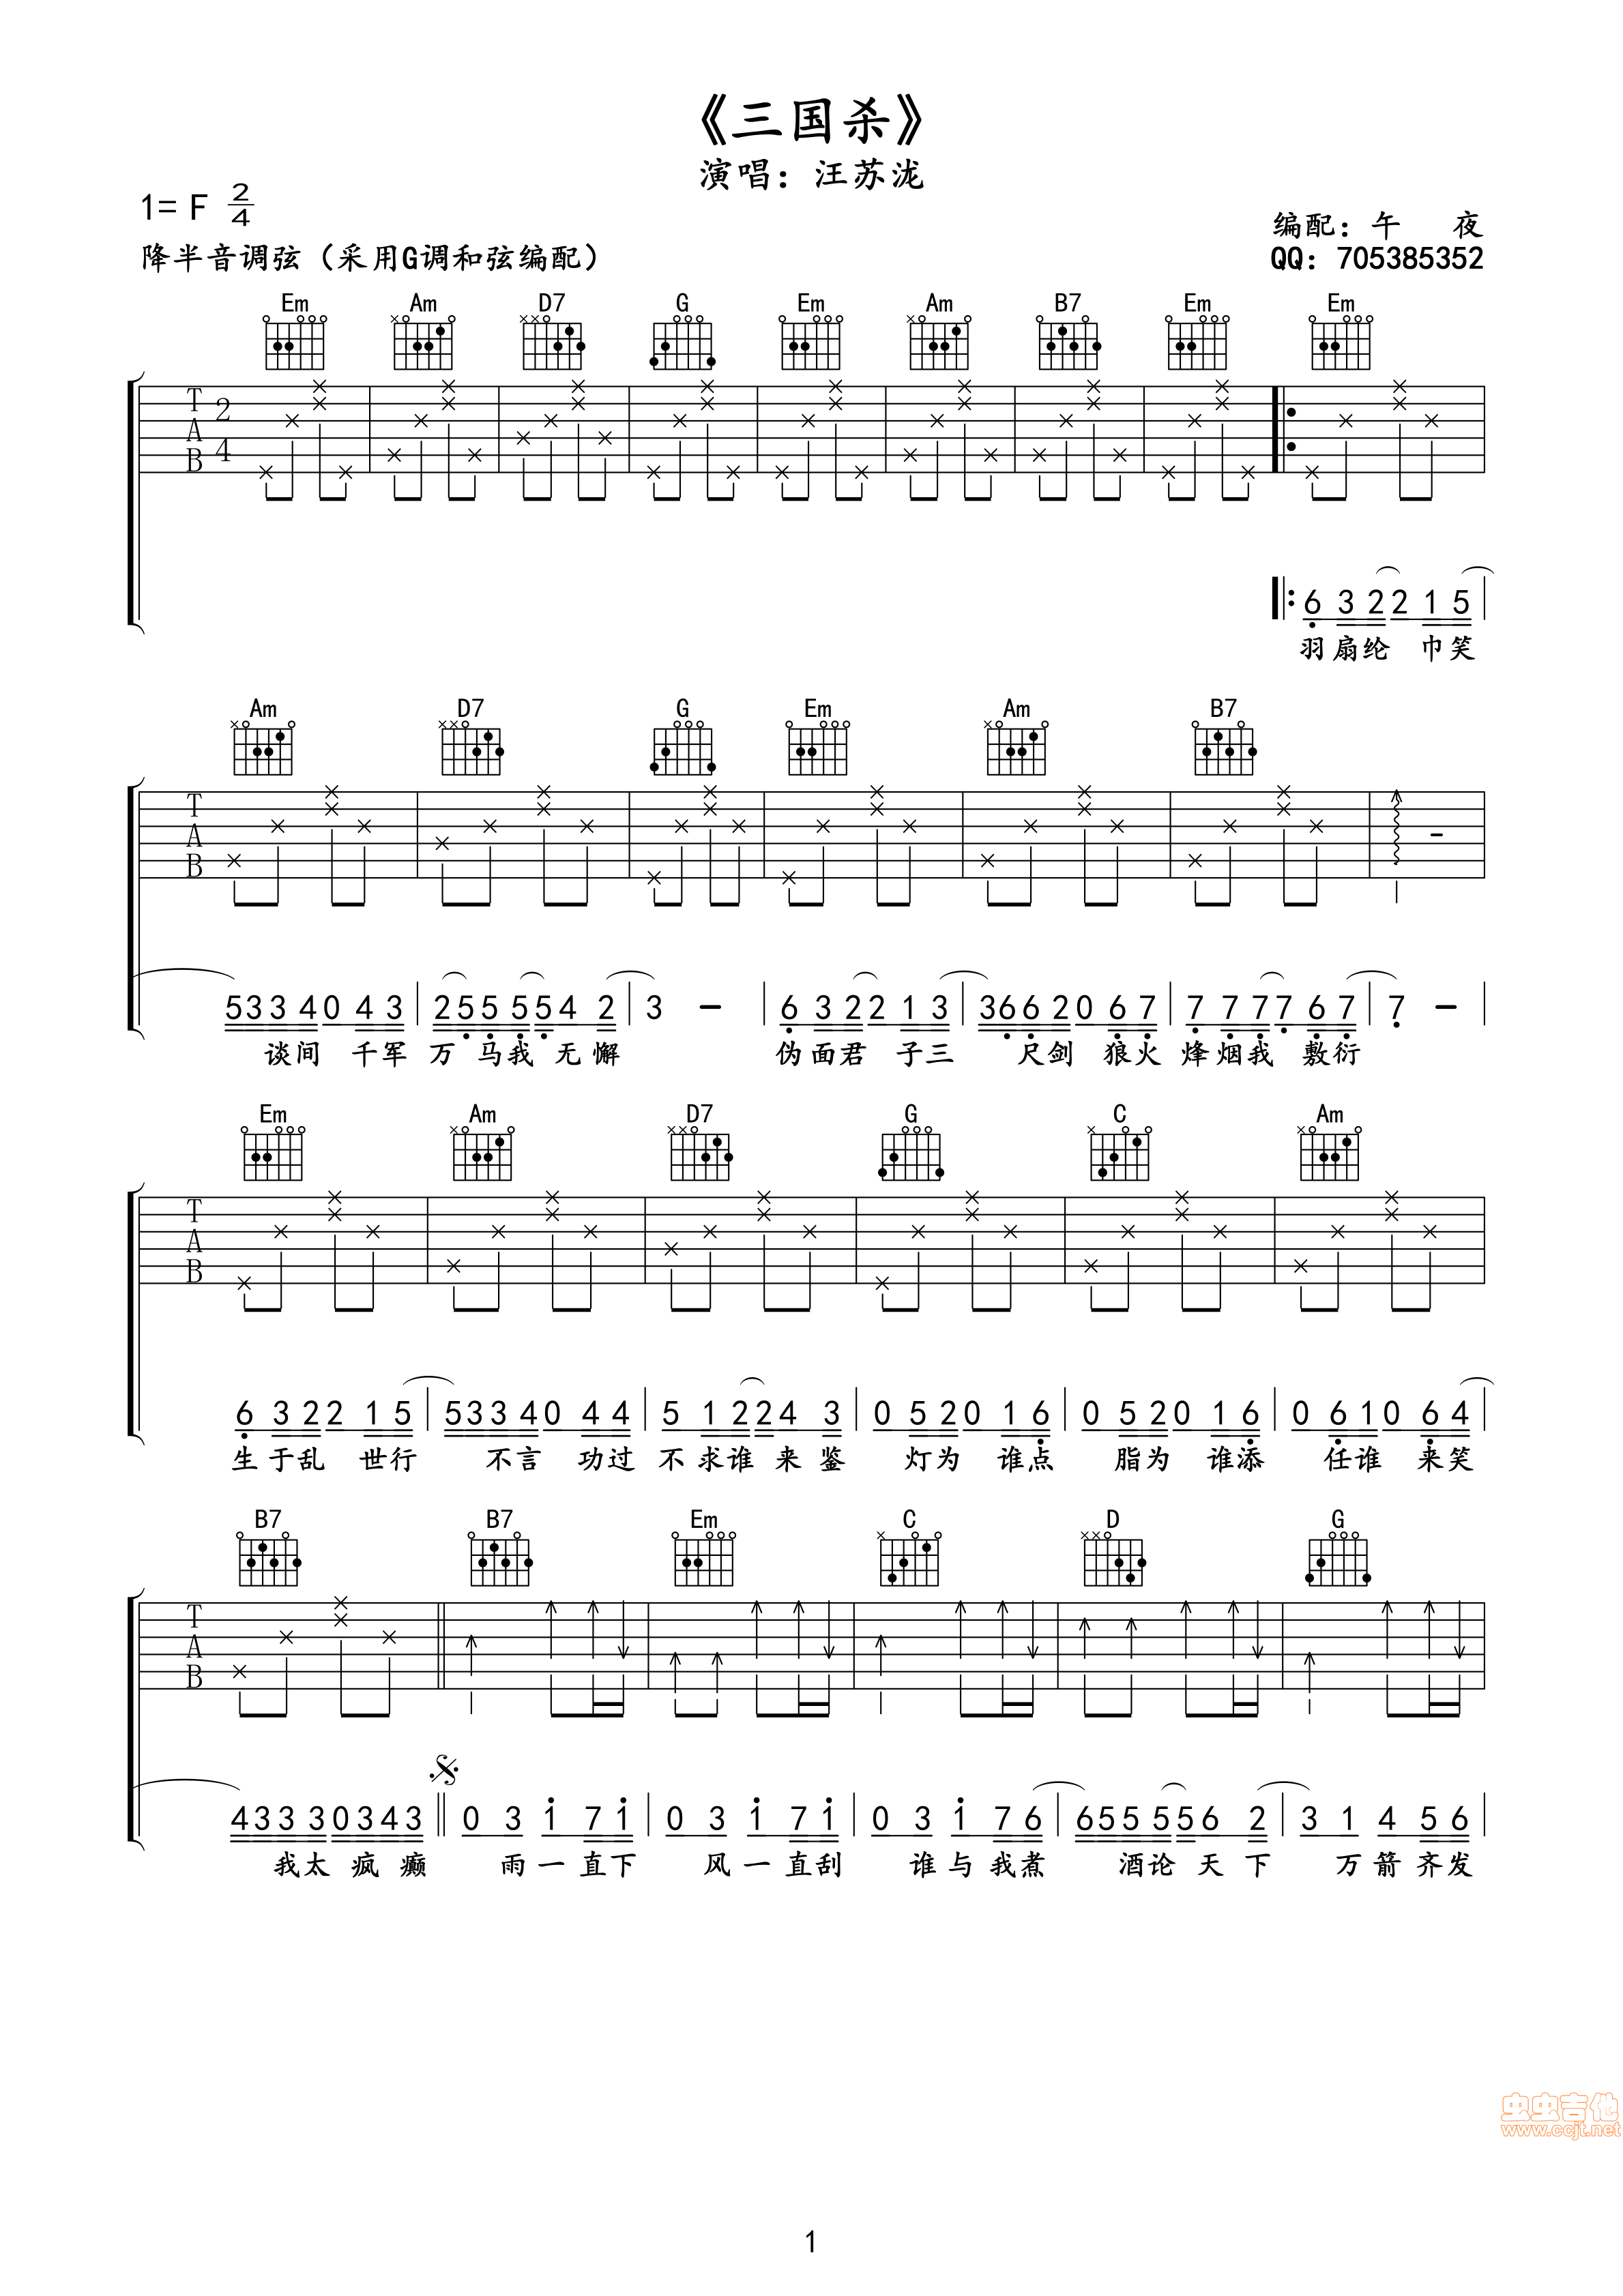 《三国杀》
演唱：汪苏泷
1= F 2/4
编配：午 夜
降半音调弦（采用G调和弦编配）
QQ：705385352
Em Am D7 G Em Am B7 Em Em
T A B 2 4
6 3 2 2 1 5
羽扇纶 巾笑
Am D7 G Em Am B7
T A B
5 3 3 4 0 4 3 2 5 5 5 5 4 2 3 - 6 3 2 2 1 3 3 6 6 2 0 6 7 7 7 7 7 6 7 7 -
谈间 千军 万 马我 无 懈 伪面君 子三 尺剑 狼火 烽烟我 敷衍
Em Am D7 G C Am
T A B
6 3 2 2 1 5 5 3 3 4 0 4 4 5 1 2 2 4 3 0 5 2 0 1 6 0 5 2 0 1 6 0 6 1 0 6 4
生于乱 世行 不言 功过 不求谁 来鉴 灯为 谁点 脂为 谁添 任谁 来笑
B7 B7 Em C D G
T A B
4 3 3 3 0 3 4 3 0 3 1 7 1 0 3 1 7 1 0 3 1 7 6 6 5 5 5 5 6 2 3 1 4 5 6
我太 疯 癫 雨一直下 风一直刮 谁与我煮 酒论 天下 万箭齐发
虫虫吉他
www.ccjt.net
1